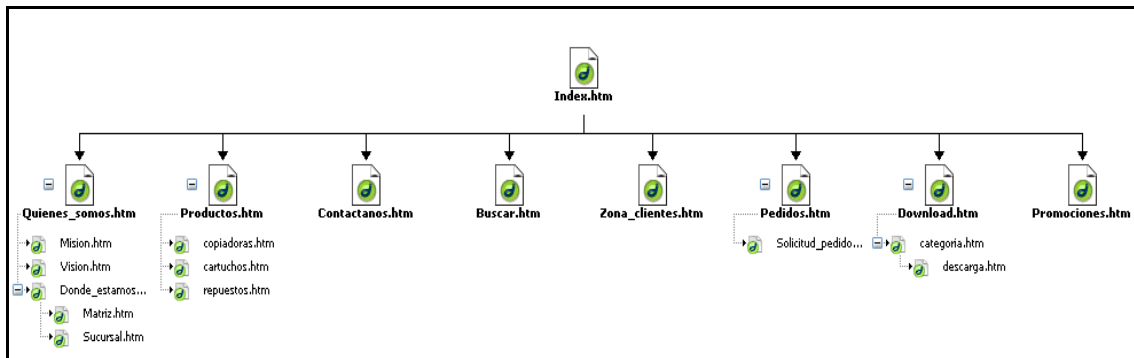 Index.htm
Quienes_somos.htm
Productos.htm
Contactanos.htm
Buscar.htm
Zona_clientes.htm
Pedidos.htm
Download.htm
Promociones.htm
Mision.htm
copiadoras.htm
Solicitud_pedido...
categoria.htm
Vision.htm
cartuchos.htm
descarga.htm
Donde_estamos...
repuestos.htm
Matriz.htm
Sucursal.htm